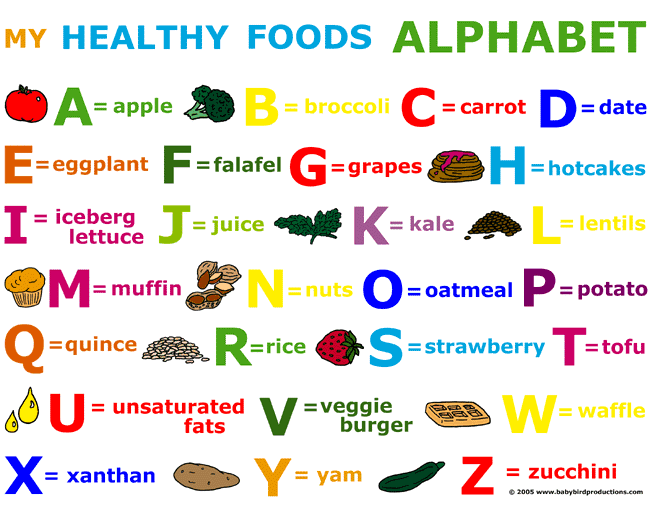 MY HEALTHY FOODS ALPHABET
A = apple B = broccoli C = carrot D = date
E = eggplant F = falafel G = grapes H = hotcakes
I = iceberg lettuce J = juice K = kale L = lentils
M = muffin N = nuts O = oatmeal P = potato
Q = quince R = rice S = strawberry T = tofu
U = unsaturated fats V = veggie burger W = waffle
X = xanthan Y = yam Z = zucchini
© 2005 www.babybirdproductions.com